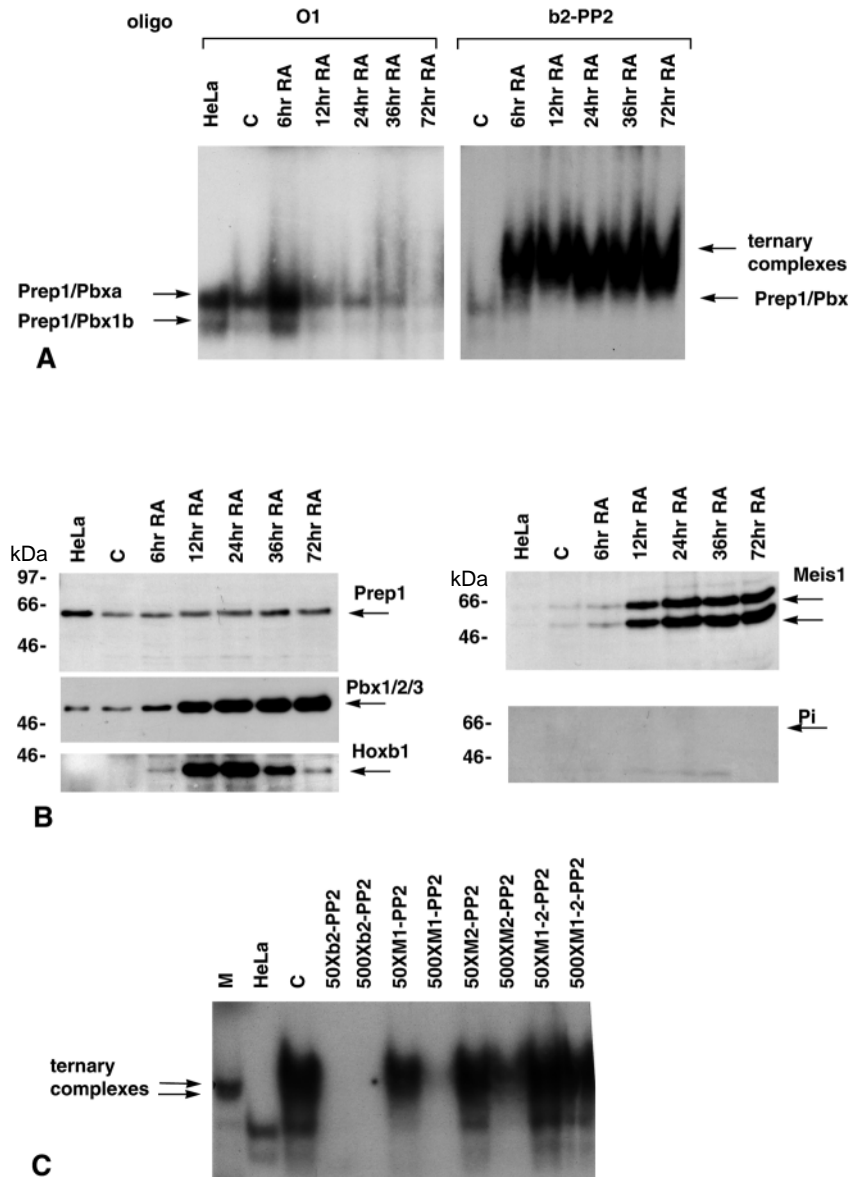 oligo
O1
b2-PP2
HeLa
C
6hr RA
12hr RA
24hr RA
36hr RA
72hr RA
C
6hr RA
12hr RA
24hr RA
36hr RA
72hr RA
Prep1/Pbxa
Prep1/Pbx1b
ternary
complexes
Prep1/Pbx
A
HeLa
C
6hr RA
12hr RA
24hr RA
36hr RA
72hr RA
kDa
97-
66-
46-
Prep1
46-
Pbx1/2/3
46-
Hoxb1
HeLa
C
6hr RA
12hr RA
24hr RA
36hr RA
72hr RA
kDa
66-
46-
Meis1
66-
46-
Pi
B
M
HeLa
C
50Xb2-PP2
500Xb2-PP2
50XM1-PP2
500XM1-PP2
50XM2-PP2
500XM2-PP2
50XM1-2-PP2
500XM1-2-PP2
ternary
complexes
C